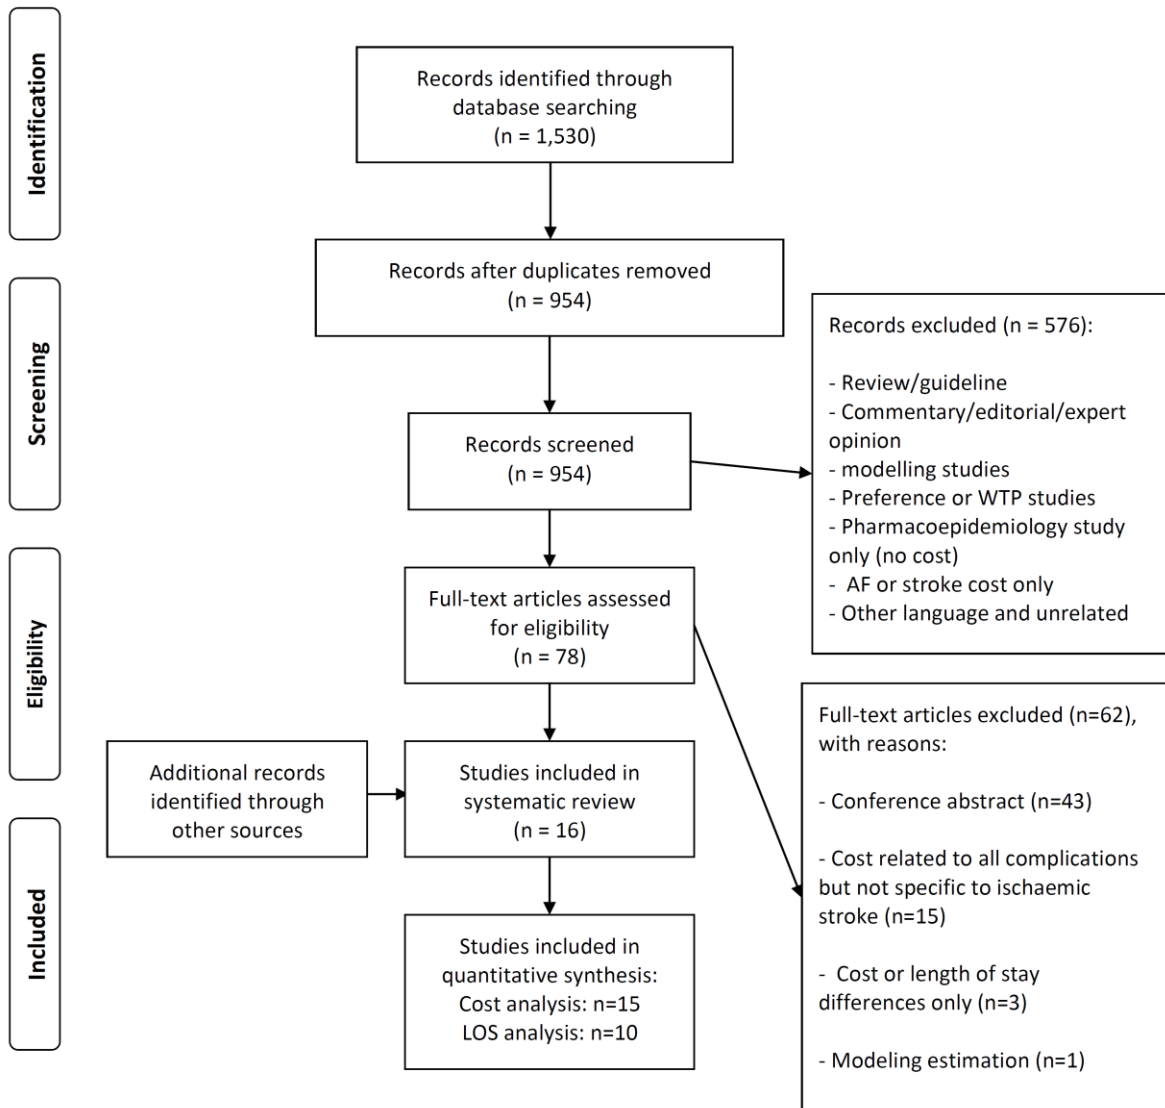 Identification
Records identified through
database searching
(n = 1,530)
Records after duplicates removed
(n = 954)
Screening
Records screened
(n = 954)
Records excluded (n = 576):
- Review/guideline
- Commentary/editorial/expert
opinion
- modelling studies
- Preference or WTP studies
- Pharmacoepidemiology study
only (no cost)
- AF or stroke cost only
- Other language and unrelated
Eligibility
Full-text articles assessed
for eligibility
(n = 78)
Full-text articles excluded (n=62),
with reasons:
- Conference abstract (n=43)
- Cost related to all complications
but not specific to ischaemic
stroke (n=15)
- Cost or length of stay
differences only (n=3)
- Modeling estimation (n=1)
Additional records
identified through
other sources
Studies included in
systematic review
(n = 16)
Included
Studies included in
quantitative synthesis:
Cost analysis: n=15
LOS analysis: n=10